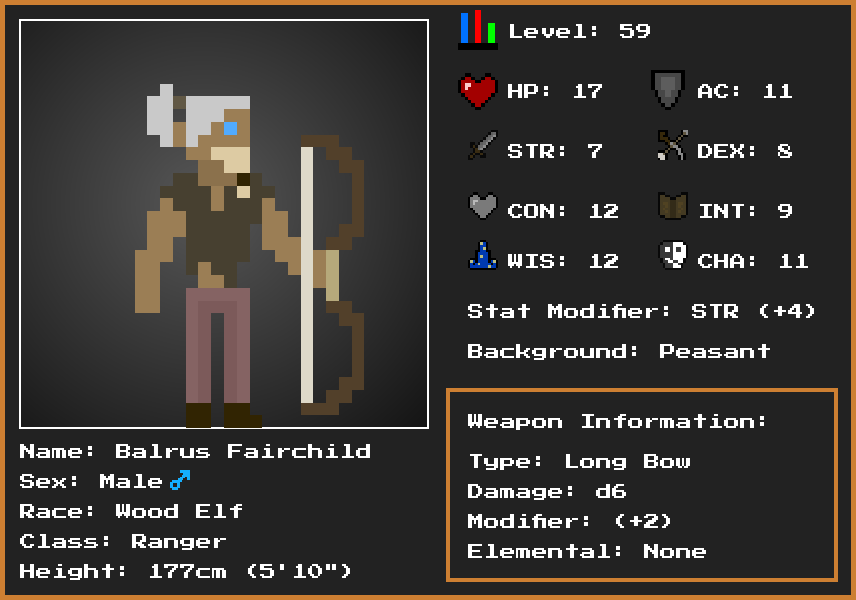 Level: 59
HP: 17
AC: 11
STR: 7
DEX: 8
CON: 12
INT: 9
WIS: 12
CHA: 11
Stat Modifier: STR (+4)
Background: Peasant
Weapon Information:
Type: Long Bow
Damage: d6
Modifier: (+2)
Elemental: None
Name: Balrus Fairchild
Sex: Male ♂
Race: Wood Elf
Class: Ranger
Height: 177cm (5'10")